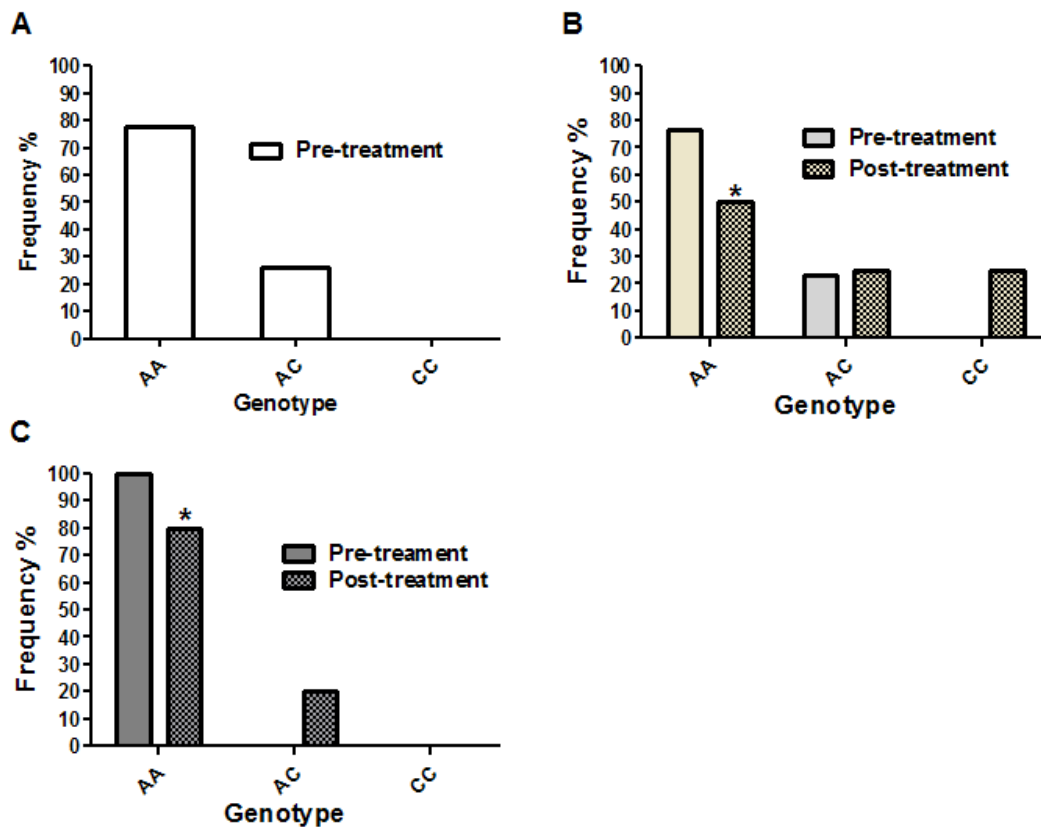 A
Frequency %
100
90
80
70
60
50
40
30
20
10
0
Pre-treatment
AA
AC
CC
Genotype
B
Frequency %
100
90
80
70
60
50
40
30
20
10
0
*
Pre-treatment
Post-treatment
AA
AC
CC
Genotype
C
Frequency %
100
90
80
70
60
50
40
30
20
10
0
*
Pre-treament
Post-treatment
AA
AC
CC
Genotype